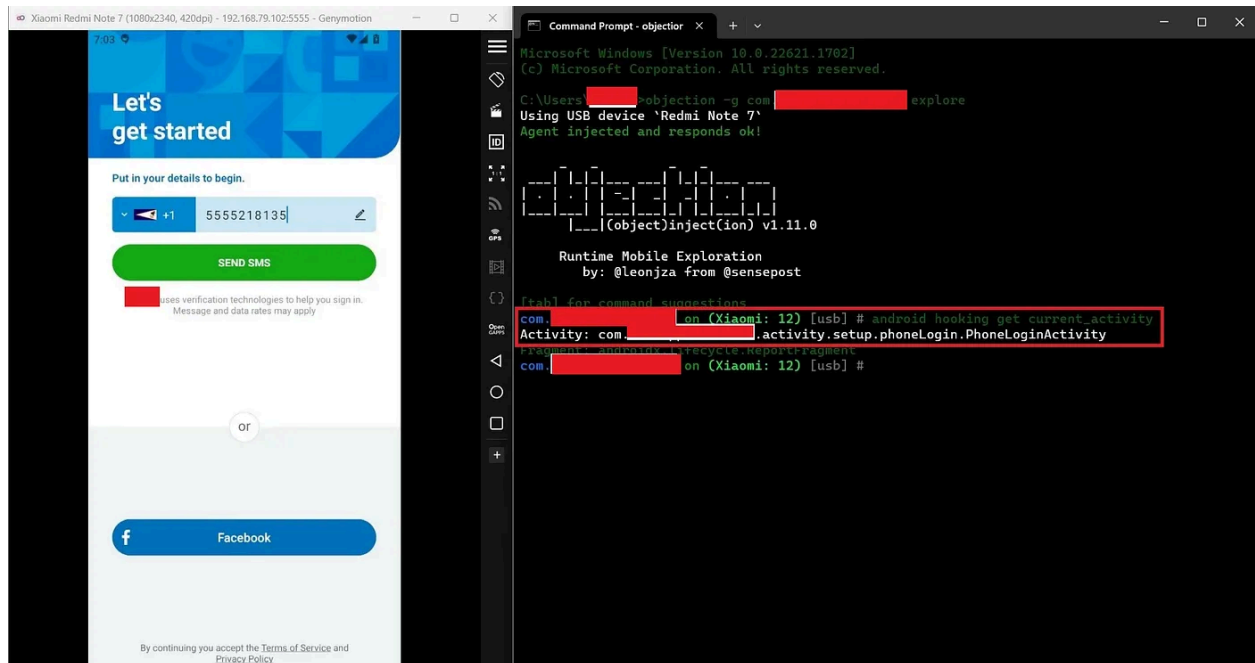 Xiaomi Redmi Note 7 (1080x2340, 420dpi) - 192.168.79.102:5555 - Genymotion
7:03
Let's
get started
Put in your details to begin.
+1 5555218135
SEND SMS
uses verification technologies to help you sign in.
Message and data rates may apply
or
f Facebook
By continuing you accept the Terms of Service and
Privacy Policy
ID
1:1
GPS
Open
GAPPS
Command Prompt - objection
Microsoft Windows [Version 10.0.22621.1702]
(c) Microsoft Corporation. All rights reserved.
C:\Users\ >objection -g com. explore
Using USB device `Redmi Note 7`
Agent injected and responds ok!
|___|(object)inject(ion) v1.11.0
Runtime Mobile Exploration
by: @leonjza from @sensepost
[tab] for command suggestions
com. on (Xiaomi: 12) [usb] # android hooking get current_activity
Activity: com. .activity.setup.phoneLogin.PhoneLoginActivity
Fragment: androidx.lifecycle.ReportFragment
com. on (Xiaomi: 12) [usb] #